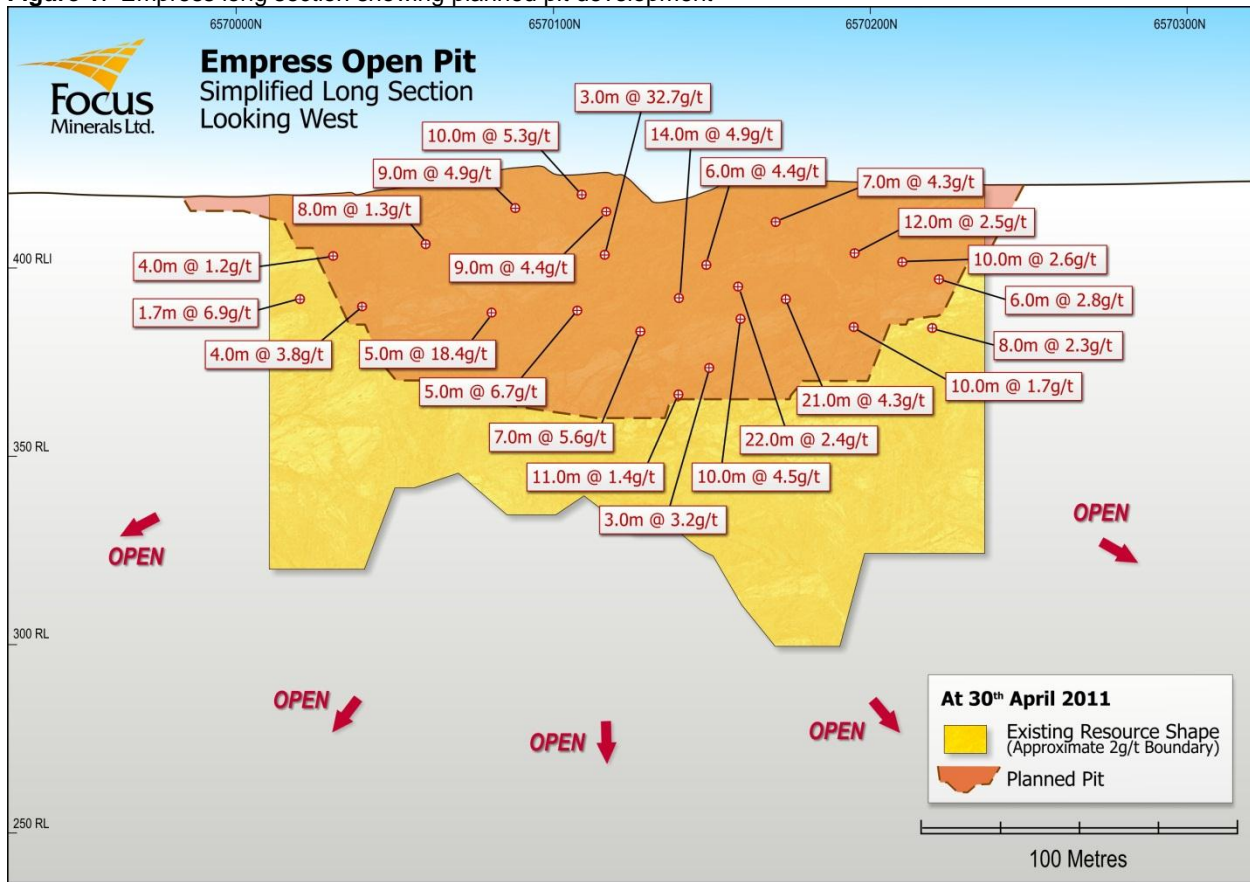 Figure 1: Empress long section showing planned pit development
6570000N
6570100N
6570200N
6570300N
Focus
Minerals Ltd.
Empress Open Pit
Simplified Long Section
Looking West
3.0m @ 32.7g/t
10.0m @ 5.3g/t
14.0m @ 4.9g/t
9.0m @ 4.9g/t
6.0m @ 4.4g/t
7.0m @ 4.3g/t
8.0m @ 1.3g/t
12.0m @ 2.5g/t
400 RLI
4.0m @ 1.2g/t
9.0m @ 4.4g/t
10.0m @ 2.6g/t
6.0m @ 2.8g/t
1.7m @ 6.9g/t
4.0m @ 3.8g/t
5.0m @ 18.4g/t
8.0m @ 2.3g/t
5.0m @ 6.7g/t
10.0m @ 1.7g/t
21.0m @ 4.3g/t
7.0m @ 5.6g/t
22.0m @ 2.4g/t
350 RL
11.0m @ 1.4g/t
10.0m @ 4.5g/t
3.0m @ 3.2g/t
OPEN
OPEN
300 RL
OPEN
OPEN
OPEN
At 30th April 2011
Existing Resource Shape
(Approximate 2g/t Boundary)
Planned Pit
250 RL
100 Metres